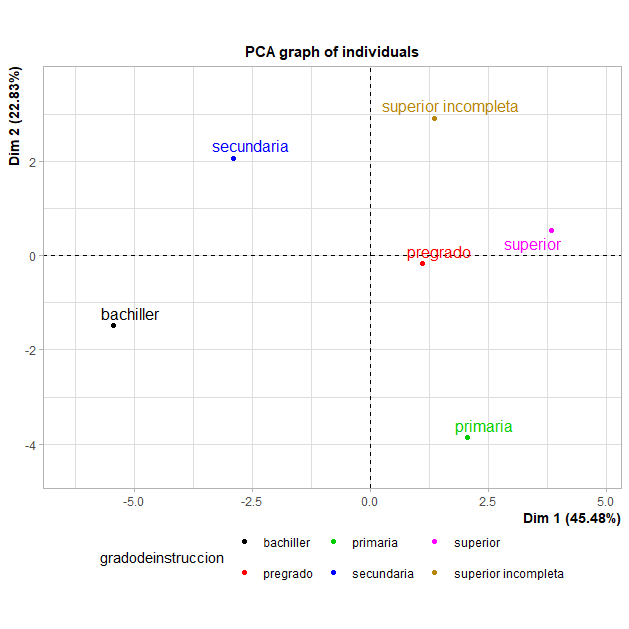 PCA graph of individuals
Dim 2 (22.83%)
superior incompleta
secundaria
2
superior
pregrado
0
bachiller
-2
primaria
-4
-5.0 -2.5 0.0 2.5 5.0
Dim 1 (45.48%)
gradodeinstruccion
bachiller primaria superior
pregrado secundaria superior incompleta